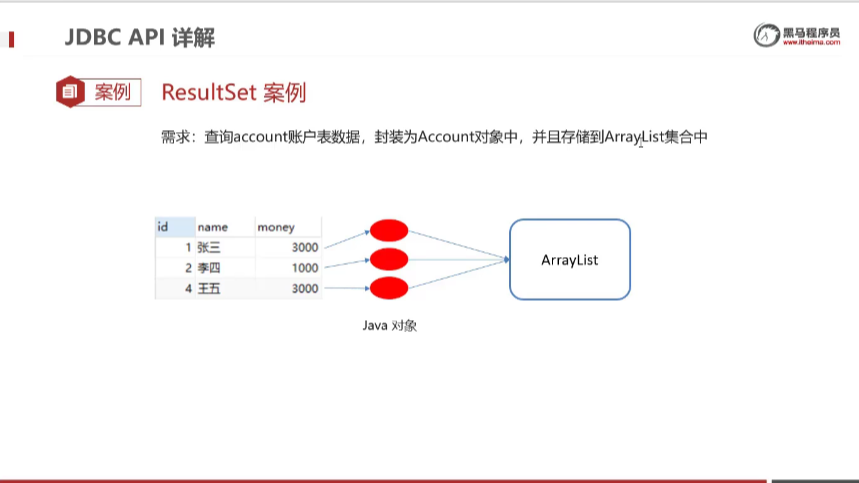 JDBC API 详解
黑马程序员
www.itheima.com
案例
ResultSet 案例
需求：查询account账户表数据，封装为Account对象中，并且存储到ArrayList集合中
id name money
1 张三 3000
2 李四 1000
4 王五 3000
ArrayList
Java 对象